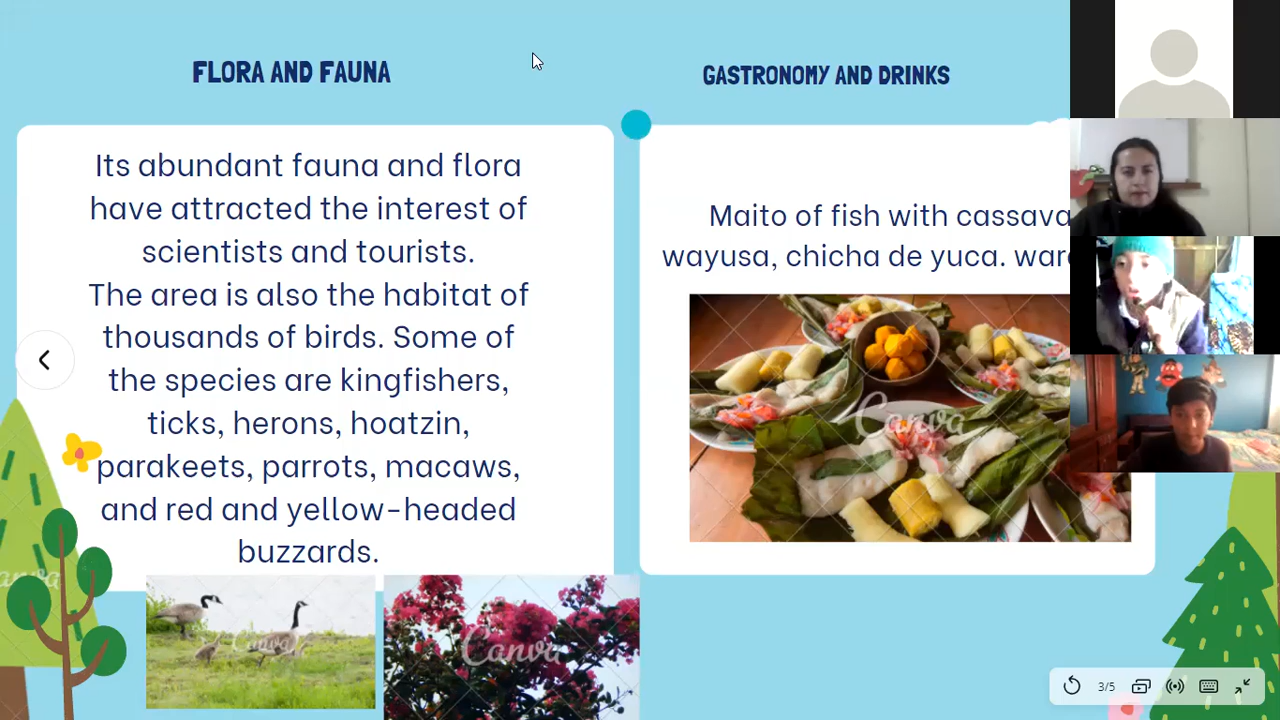 FLORA AND FAUNA
Its abundant fauna and flora
have attracted the interest of
scientists and tourists.
The area is also the habitat of
thousands of birds. Some of
the species are kingfishers,
ticks, herons, hoatzin,
parakeets, parrots, macaws,
and red and yellow-headed
buzzards.
Canva
Canva
GASTRONOMY AND DRINKS
Maito of fish with cassava
wayusa, chicha de yuca.
Canva
3/5